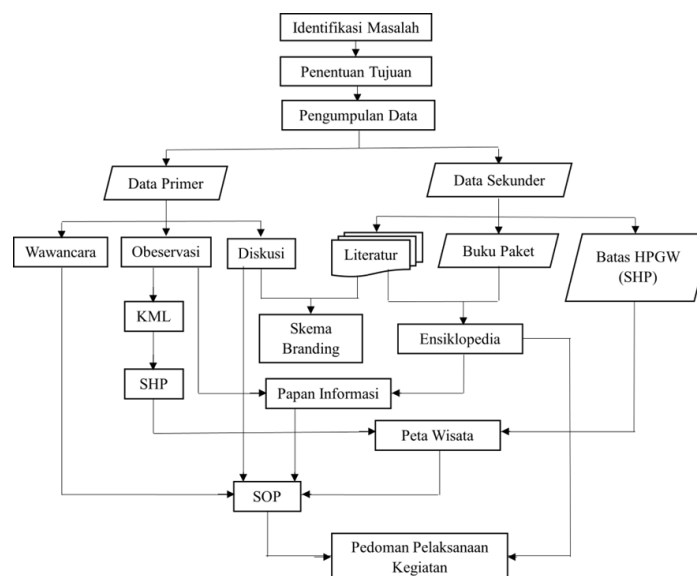 Identifikasi Masalah
Penentuan Tujuan
Pengumpulan Data
Data Primer
Data Sekunder
Wawancara
Obeservasi
Diskusi
Literatur
Buku Paket
Batas HPGW
(SHP)
KML
Skema
Branding
Ensiklopedia
SHP
Papan Informasi
Peta Wisata
SOP
Pedoman Pelaksanaan
Kegiatan